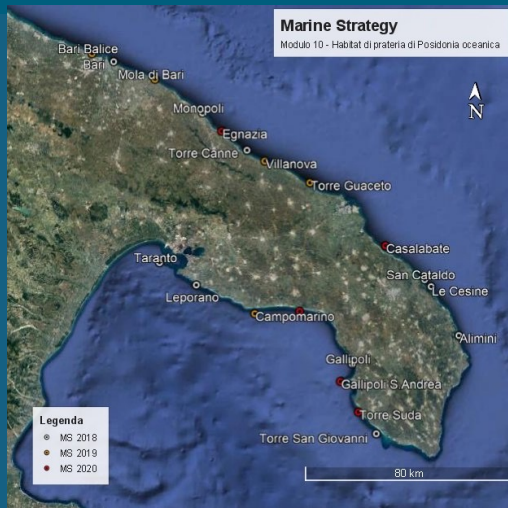 Marine Strategy
Modulo 10 - Habitat di prateria di Posidonia oceanica
N
Bari Balice
Bari
Mola di Bari
Monopoli
Egnazia
Torre Canne
Villanova
Torre Guaceto
Casalabate
Taranto
San Cataldo
Le Cesine
Leporano
Campomarino
Alimini
Gallipoli
Gallipoli S.Andrea
Torre Suda
Torre San Giovanni
Legenda
MS 2018
MS 2019
MS 2020
80 km